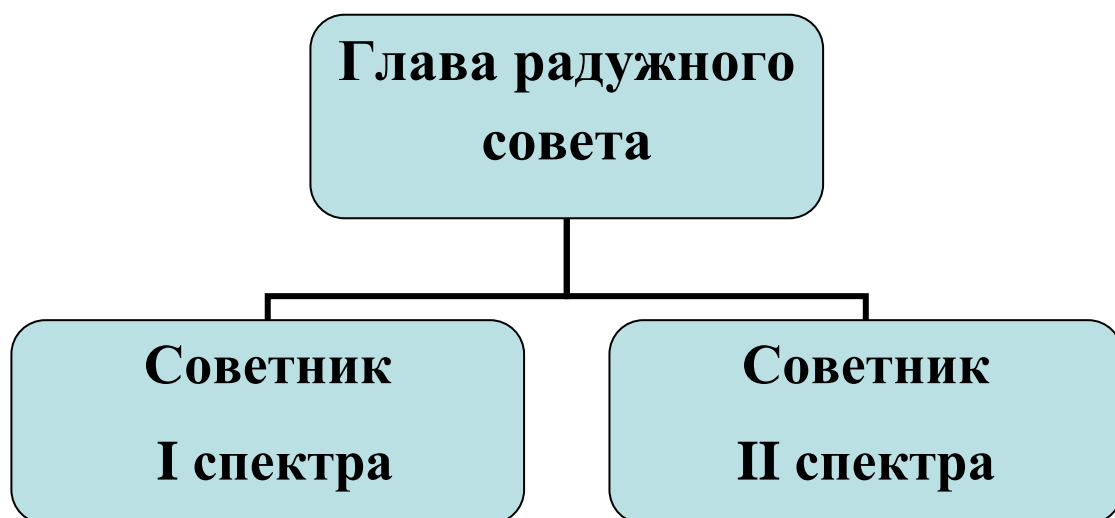 Глава радужного
совета
Советник
I спектра
Советник
II спектра